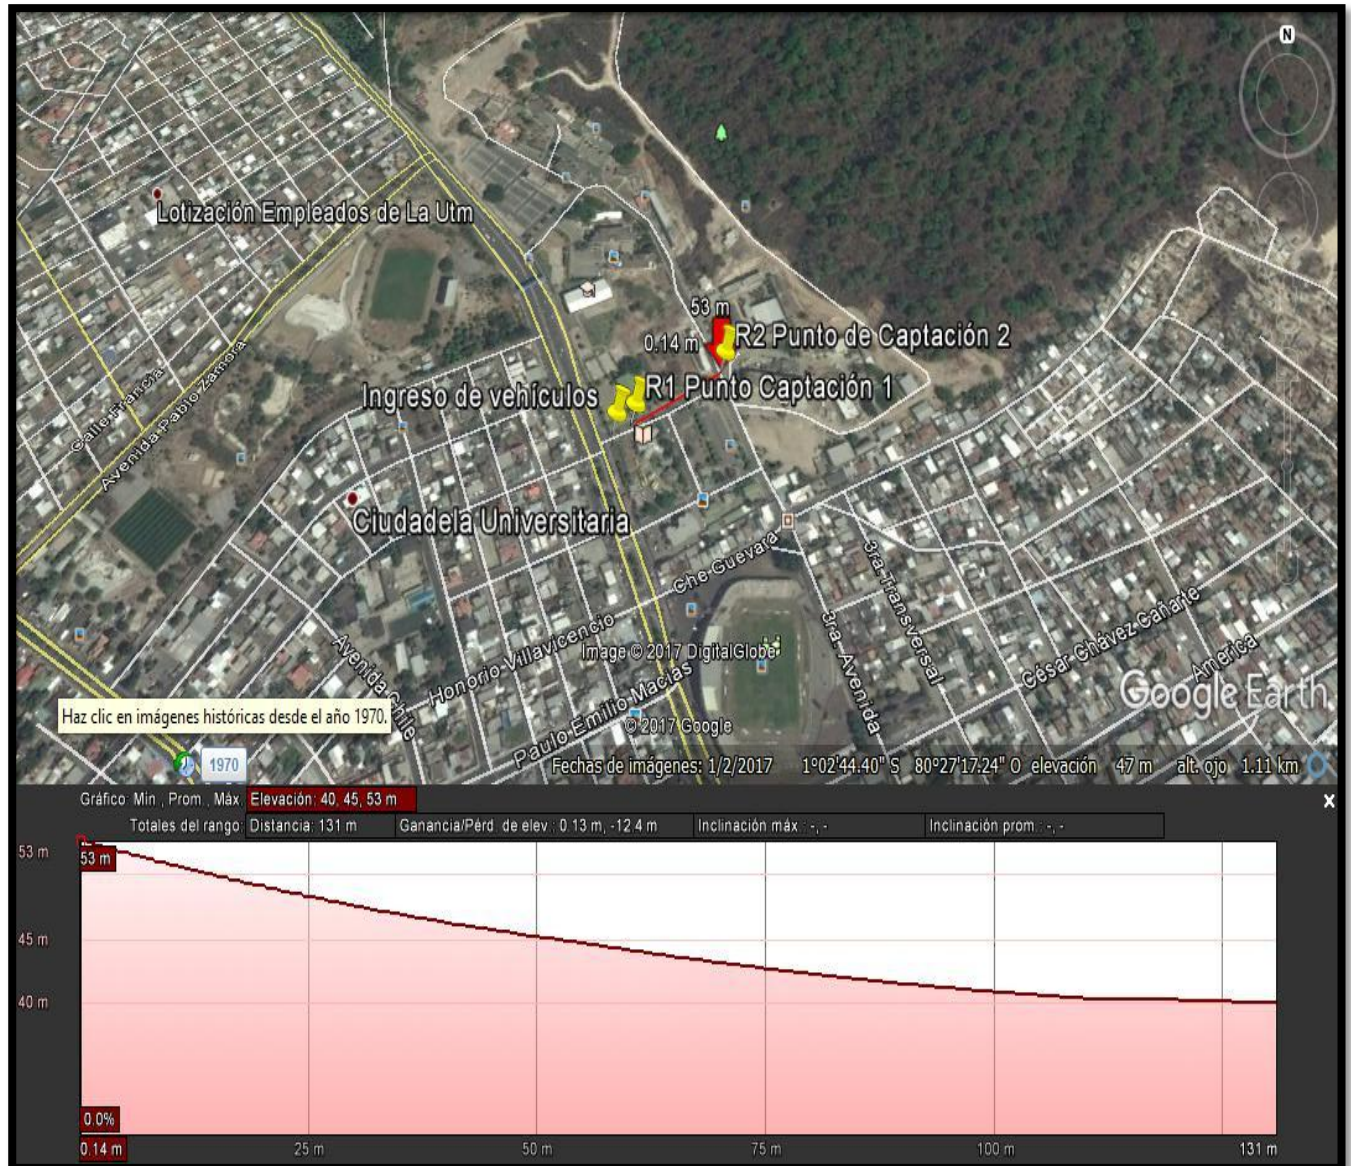 N
Lotización Empleados de La Utm
53 m
0.14 m
R2 Punto de Captación 2
Ingreso de vehículos
R1 Punto Captación 1
Calle Francia
Avenida Pablo Zamora
Ciudadela Universitaria
Che Guevara
3ra. Transversal
Honorio Villavicencio
Avenida Chile
3ra. Avenida
César Chávez Cañarte
America
Image © 2017 DigitalGlobe
Paulo Emilio Macías
Google Earth
Haz clic en imágenes históricas desde el año 1970.
© 2017 Google
1970
Fechas de imágenes: 1/2/2017 1°02'44.40" S 80°27'17.24" O elevación 47 m alt. ojo 1.11 km
Gráfico: Mín., Prom., Máx. Elevación: 40, 45, 53 m
x
Totales del rango: Distancia: 131 m Ganancia/Pérd. de elev.: 0.13 m, -12.4 m Inclinación máx.: -, - Inclinación prom.: -, -
53 m
53 m
45 m
40 m
0.0%
0.14 m 25 m 50 m 75 m 100 m 131 m